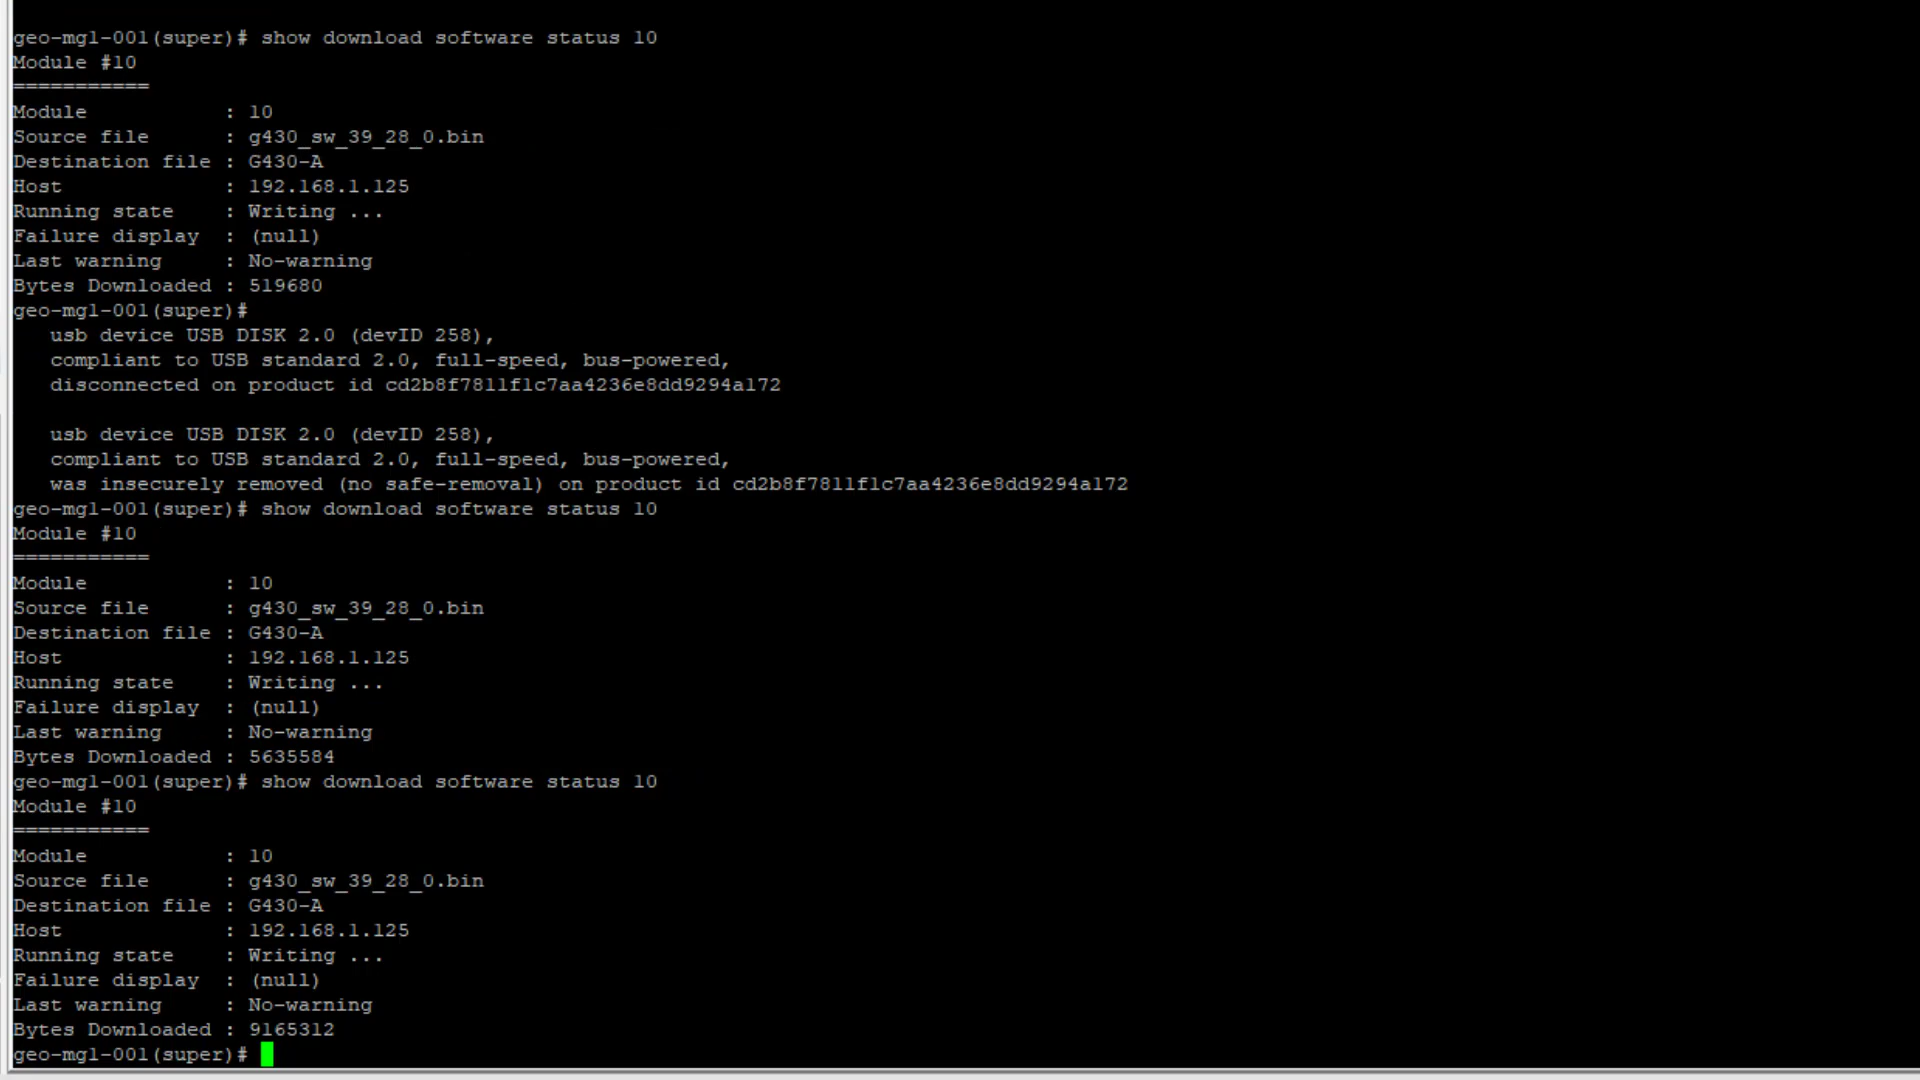 geo-mg1-001(super)# show download software status 10
Module #10
===========
Module           : 10
Source file      : g430_sw_39_28_0.bin
Destination file : G430-A
Host             : 192.168.1.125
Running state    : Writing ...
Failure display  : (null)
Last warning     : No-warning
Bytes Downloaded : 519680
geo-mg1-001(super)#
   usb device USB DISK 2.0 (devID 258),
   compliant to USB standard 2.0, full-speed, bus-powered,
   disconnected on product id cd2b8f7811f1c7aa4236e8dd9294a172

   usb device USB DISK 2.0 (devID 258),
   compliant to USB standard 2.0, full-speed, bus-powered,
   was insecurely removed (no safe-removal) on product id cd2b8f7811f1c7aa4236e8dd9294a172
geo-mg1-001(super)# show download software status 10
Module #10
===========
Module           : 10
Source file      : g430_sw_39_28_0.bin
Destination file : G430-A
Host             : 192.168.1.125
Running state    : Writing ...
Failure display  : (null)
Last warning     : No-warning
Bytes Downloaded : 5635584
geo-mg1-001(super)# show download software status 10
Module #10
===========
Module           : 10
Source file      : g430_sw_39_28_0.bin
Destination file : G430-A
Host             : 192.168.1.125
Running state    : Writing ...
Failure display  : (null)
Last warning     : No-warning
Bytes Downloaded : 9165312
geo-mg1-001(super)#